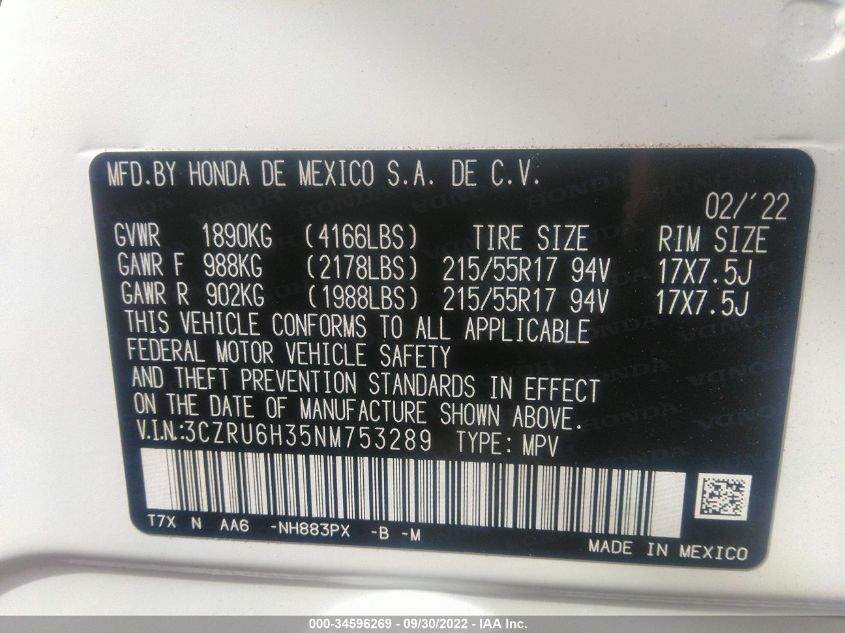 MFD.BY HONDA DE MEXICO S.A. DE C.V.
02/'22
GVWR 1890KG (4166LBS) TIRE SIZE RIM SIZE
GAWR F 988KG (2178LBS) 215/55R17 94V 17X7.5J
GAWR R 902KG (1988LBS) 215/55R17 94V 17X7.5J
THIS VEHICLE CONFORMS TO ALL APPLICABLE
FEDERAL MOTOR VEHICLE SAFETY
AND THEFT PREVENTION STANDARDS IN EFFECT
ON THE DATE OF MANUFACTURE SHOWN ABOVE.
V.I.N.:3CZRU6H35NM753289 TYPE: MPV
T7X N AA6 -NH883PX -B -M
MADE IN MEXICO
000-34596269 - 09/30/2022 - IAA Inc.